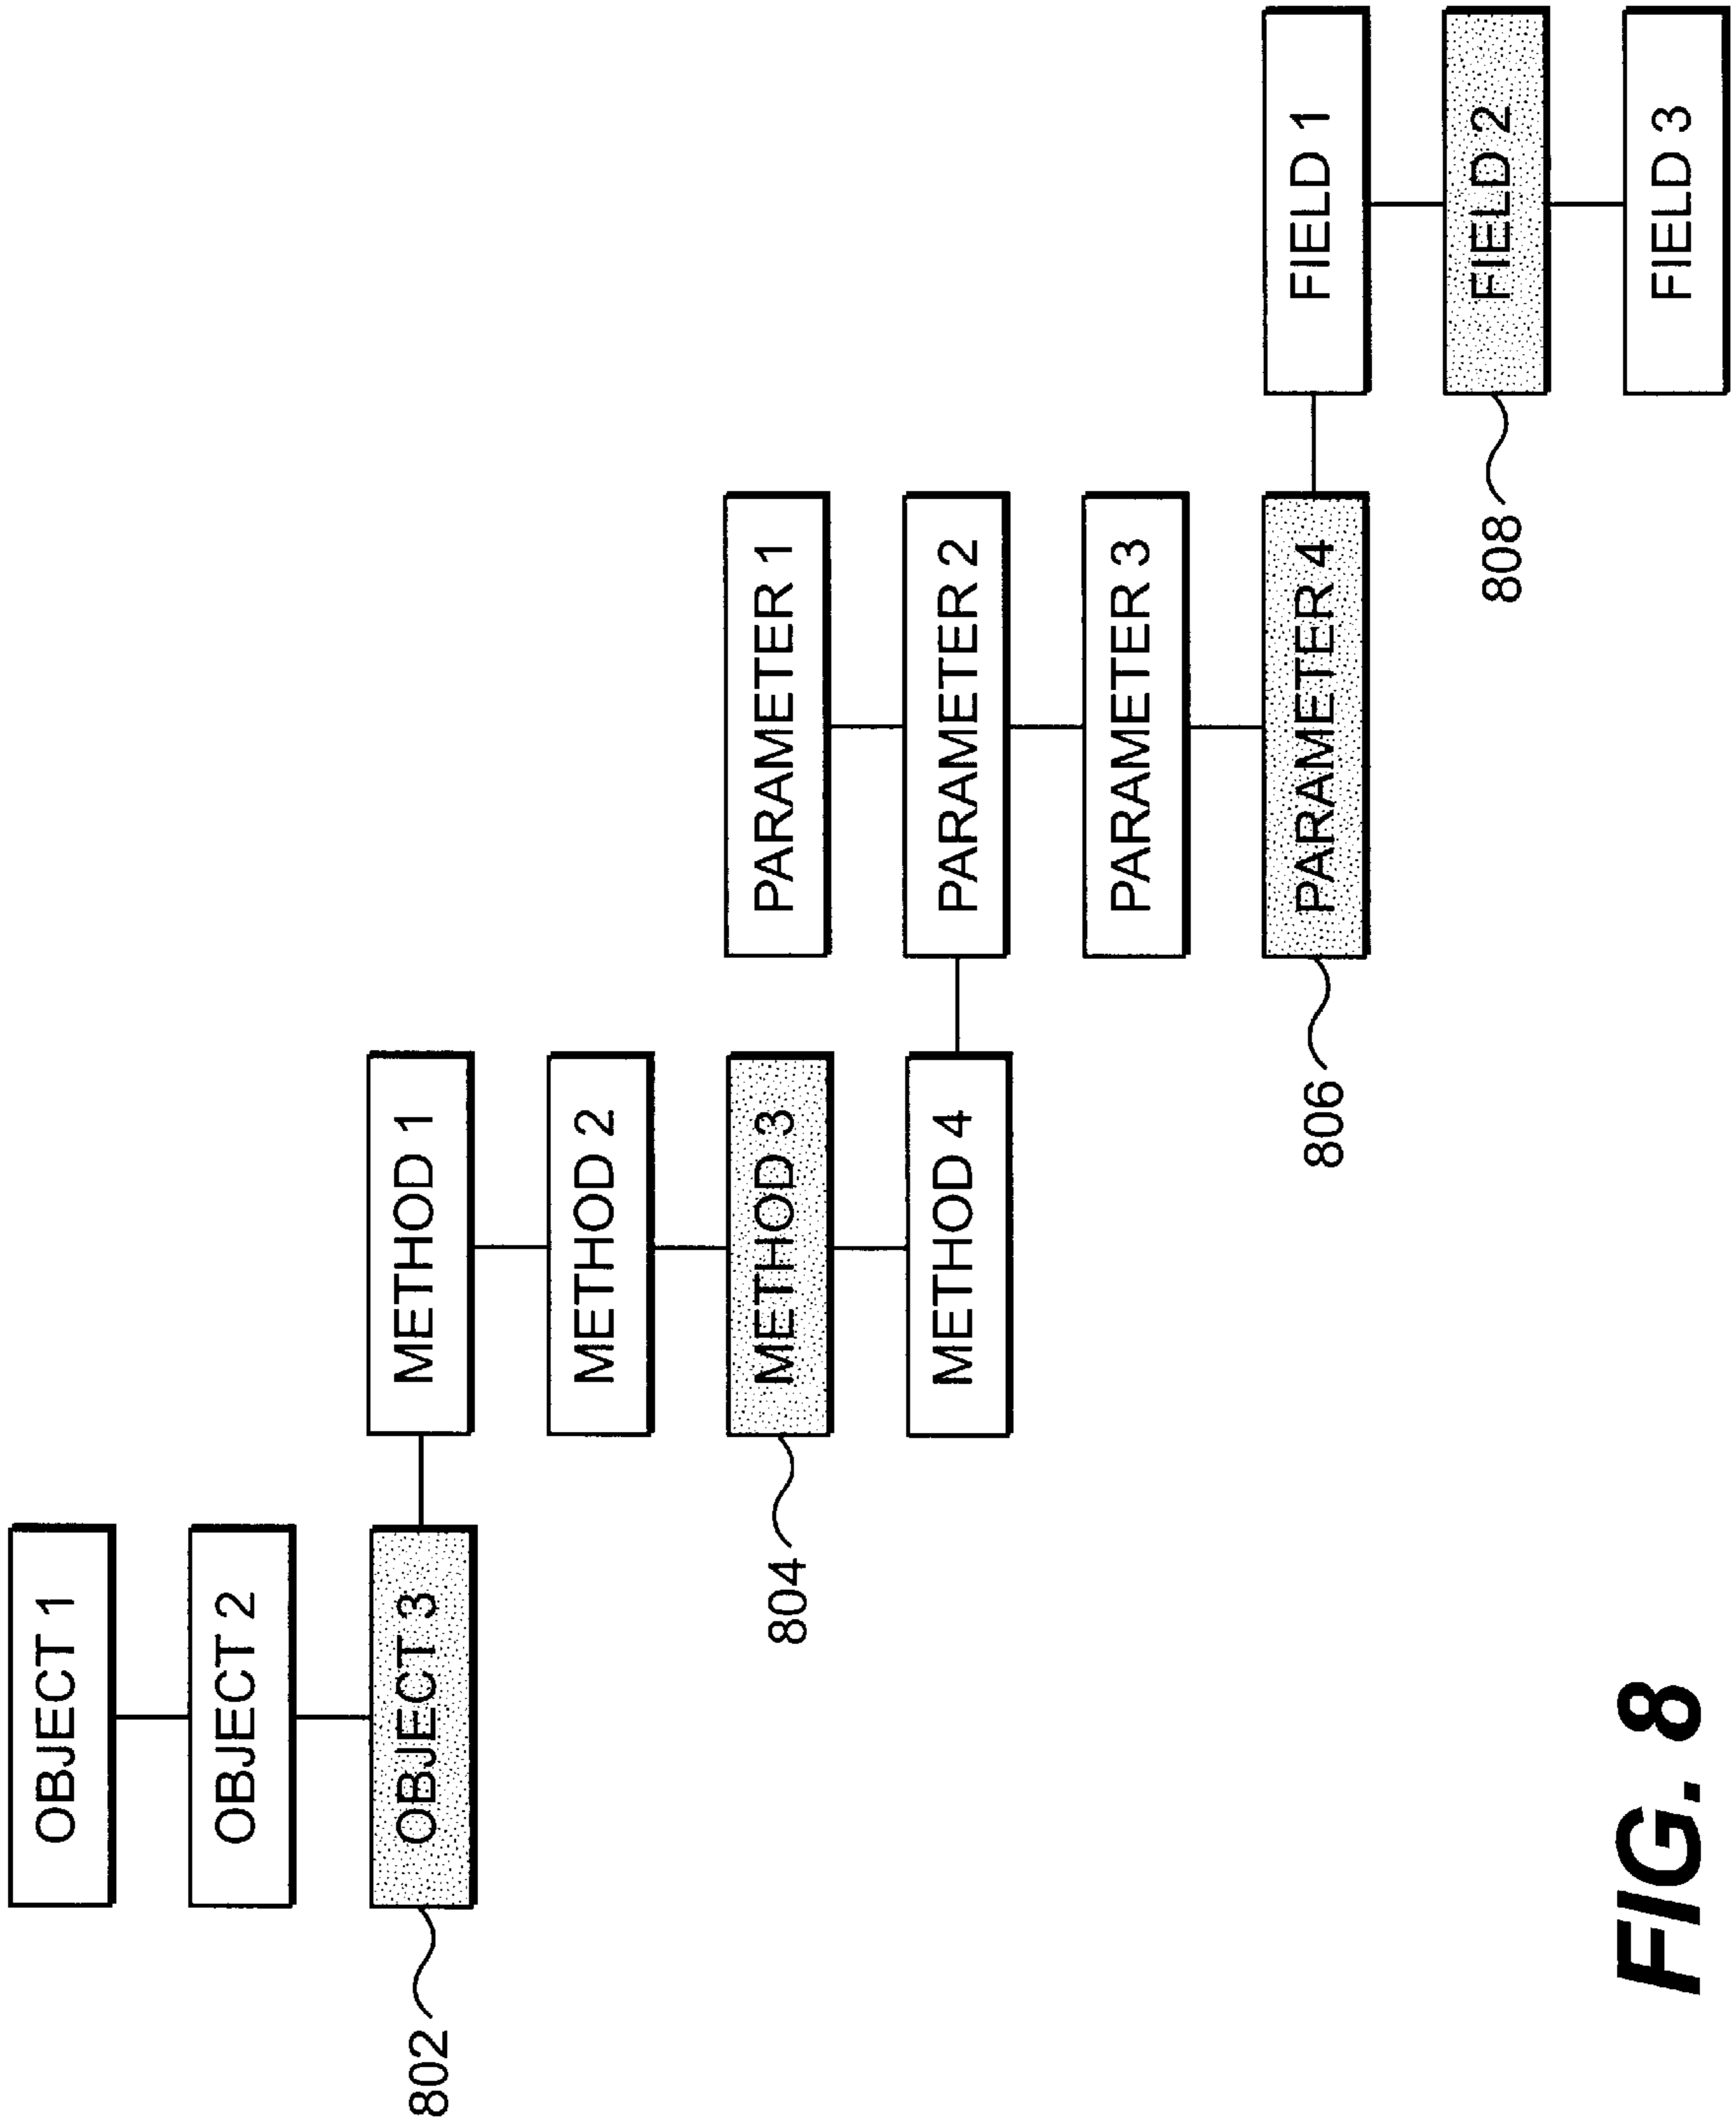 OBJECT 1
OBJECT 2
OBJECT 3
802
METHOD 1
METHOD 2
METHOD 3
METHOD 4
804
PARAMETER 1
PARAMETER 2
PARAMETER 3
PARAMETER 4
806
FIELD 1
FIELD 2
FIELD 3
808
FIG. 8